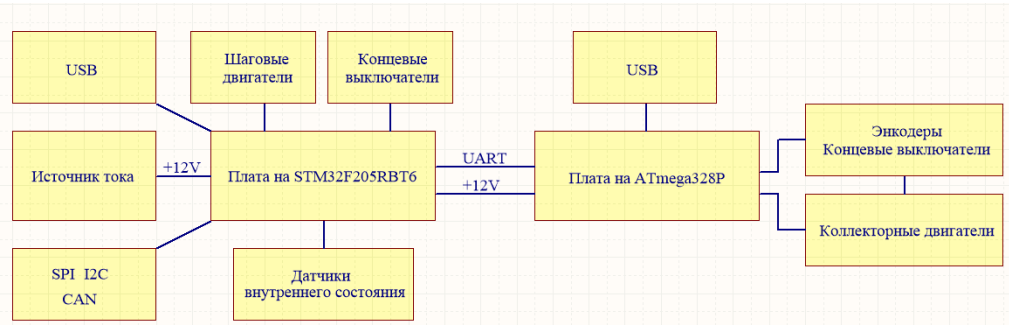 USB
Шаговые
двигатели
Концевые
выключатели
USB
Источник тока
+12V
Плата на STM32F205RBT6
UART
+12V
Плата на ATmega328P
Энкодеры
Концевые выключатели
Коллекторные двигатели
SPI I2C
CAN
Датчики
внутреннего состояния